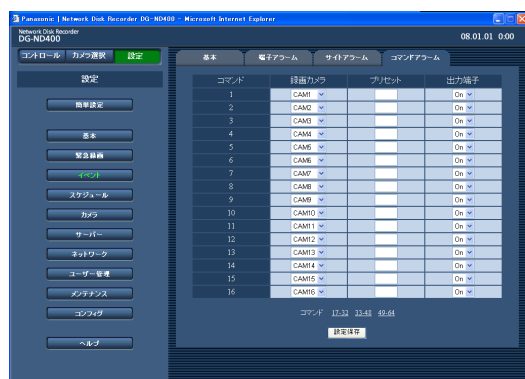 Panasonic | Network Disk Recorder DG-ND400 - Microsoft Internet Explorer
Network Disk Recorder
DG-ND400
08.01.01 0:00
コントロール カメラ選択 設定
基本 端子アラーム サイトアラーム コマンドアラーム
設定
簡単設定
基本
緊急録画
イベント
スケジュール
カメラ
サーバー
ネットワーク
ユーザー管理
メンテナンス
コンフィグ
ヘルプ
コマンド 録画カメラ プリセット 出力端子
1 CAM1 On
2 CAM2 On
3 CAM3 On
4 CAM4 On
5 CAM5 On
6 CAM6 On
7 CAM7 On
8 CAM8 On
9 CAM9 On
10 CAM10 On
11 CAM11 On
12 CAM12 On
13 CAM13 On
14 CAM14 On
15 CAM15 On
16 CAM16 On
コマンド 17-32 33-48 49-64
設定保存